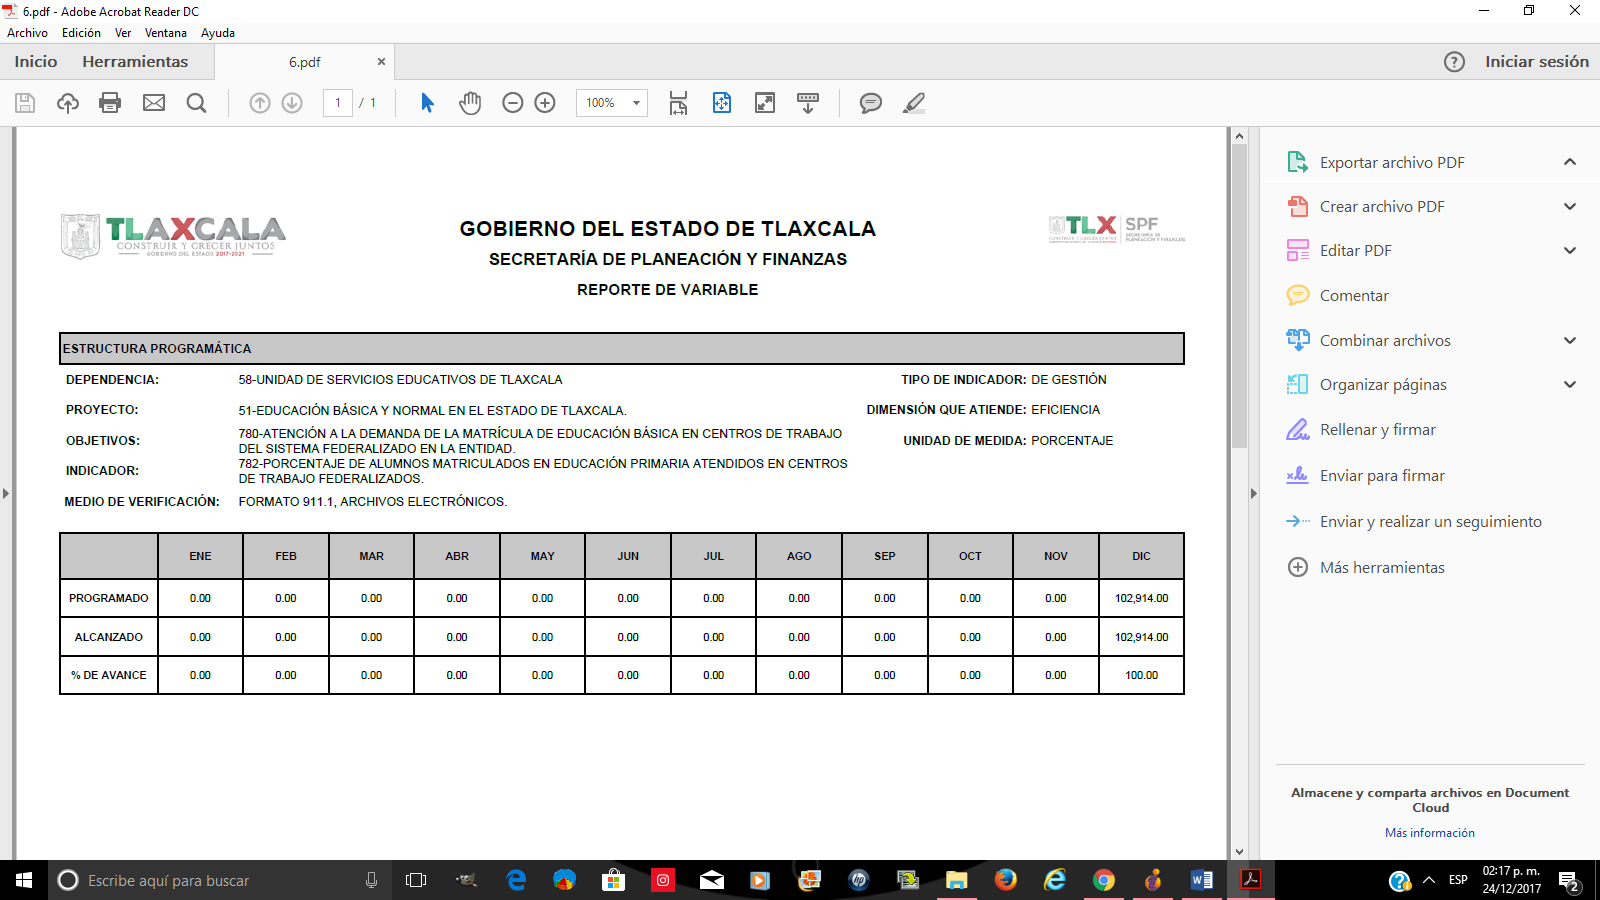 6.pdf - Adobe Acrobat Reader DC
Archivo Edición Ver Ventana Ayuda
Inicio Herramientas 6.pdf × Iniciar sesión
1 / 1 100%
TLAXCALA
CONSTRUIR Y CRECER JUNTOS
GOBIERNO DEL ESTADO 2017-2021
GOBIERNO DEL ESTADO DE TLAXCALA
SECRETARÍA DE PLANEACIÓN Y FINANZAS
REPORTE DE VARIABLE
TLX SPF
CONSTRUIR Y CRECER JUNTOS
SECRETARÍA DE
PLANEACIÓN Y FINANZAS
ESTRUCTURA PROGRAMÁTICA
DEPENDENCIA: 58-UNIDAD DE SERVICIOS EDUCATIVOS DE TLAXCALA TIPO DE INDICADOR: DE GESTIÓN
PROYECTO: 51-EDUCACIÓN BÁSICA Y NORMAL EN EL ESTADO DE TLAXCALA. DIMENSIÓN QUE ATIENDE: EFICIENCIA
OBJETIVOS: 780-ATENCIÓN A LA DEMANDA DE LA MATRÍCULA DE EDUCACIÓN BÁSICA EN CENTROS DE TRABAJO
DEL SISTEMA FEDERALIZADO EN LA ENTIDAD. UNIDAD DE MEDIDA: PORCENTAJE
INDICADOR: 782-PORCENTAJE DE ALUMNOS MATRICULADOS EN EDUCACIÓN PRIMARIA ATENDIDOS EN CENTROS
DE TRABAJO FEDERALIZADOS.
MEDIO DE VERIFICACIÓN: FORMATO 911.1, ARCHIVOS ELECTRÓNICOS.
ENE FEB MAR ABR MAY JUN JUL AGO SEP OCT NOV DIC
PROGRAMADO 0.00 0.00 0.00 0.00 0.00 0.00 0.00 0.00 0.00 0.00 0.00 102,914.00
ALCANZADO 0.00 0.00 0.00 0.00 0.00 0.00 0.00 0.00 0.00 0.00 0.00 102,914.00
% DE AVANCE 0.00 0.00 0.00 0.00 0.00 0.00 0.00 0.00 0.00 0.00 0.00 100.00
Exportar archivo PDF
Crear archivo PDF
Editar PDF
Comentar
Combinar archivos
Organizar páginas
Rellenar y firmar
Enviar para firmar
Enviar y realizar un seguimiento
Más herramientas
Almacene y comparta archivos en Document
Cloud
Más información
Escribe aquí para buscar
ESP
02:17 p. m.
24/12/2017
2